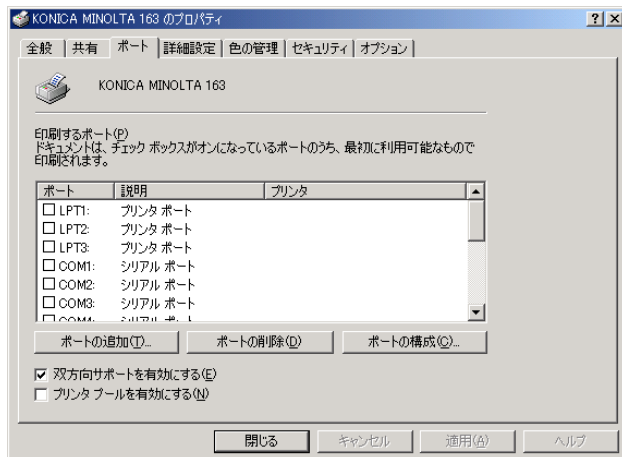 KONICA MINOLTA 163 のプロパティ
? ×
全般 共有 ポート 詳細設定 色の管理 セキュリティ オプション
KONICA MINOLTA 163
印刷するポート(P)
ドキュメントは、チェック ボックスがオンになっているポートのうち、最初に利用可能なもので
印刷されます。
ポート 説明 プリンタ
LPT1: プリンタ ポート
LPT2: プリンタ ポート
LPT3: プリンタ ポート
COM1: シリアル ポート
COM2: シリアル ポート
COM3: シリアル ポート
COM4: シリアル ポート
ポートの追加(T)... ポートの削除(D) ポートの構成(C)...
双方向サポートを有効にする(E)
プリンタ プールを有効にする(N)
閉じる キャンセル 適用(A) ヘルプ